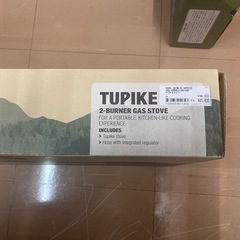 TUPIKE
2-BURNER GAS STOVE
FOR A PORTABLE, KITCHEN-LIKE COOKING
EXPERIENCE
INCLUDES:
• Tupike stove
• Hose with integrated regulator